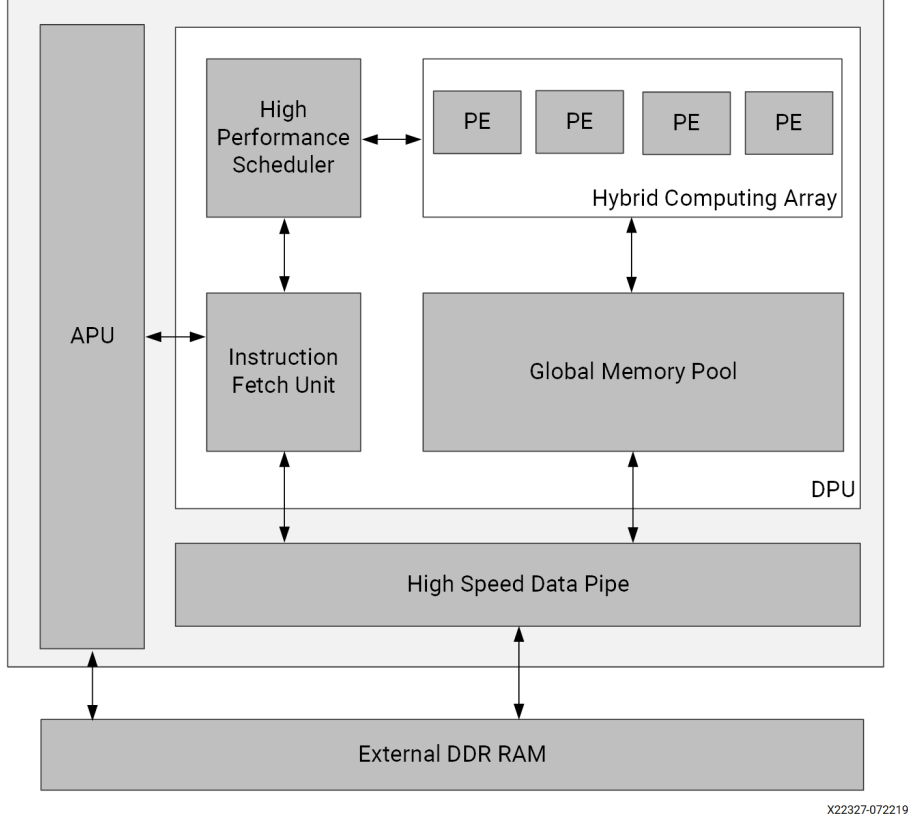 High
Performance
Scheduler
PE
PE
PE
PE
Hybrid Computing Array
APU
Instruction
Fetch Unit
Global Memory Pool
DPU
High Speed Data Pipe
External DDR RAM
X22327-072219